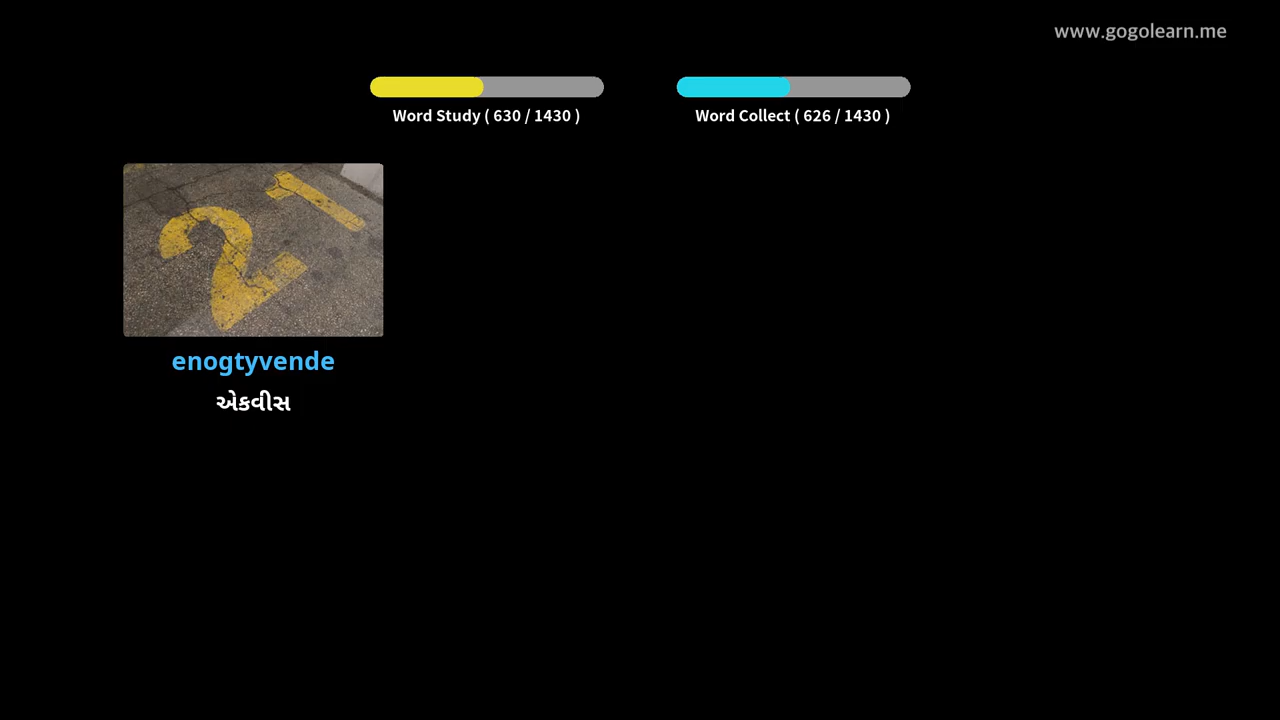 www.gogolearn.me
Word Study ( 630 / 1430 )
Word Collect ( 626 / 1430 )
21
enogtyvende
એકવીસ